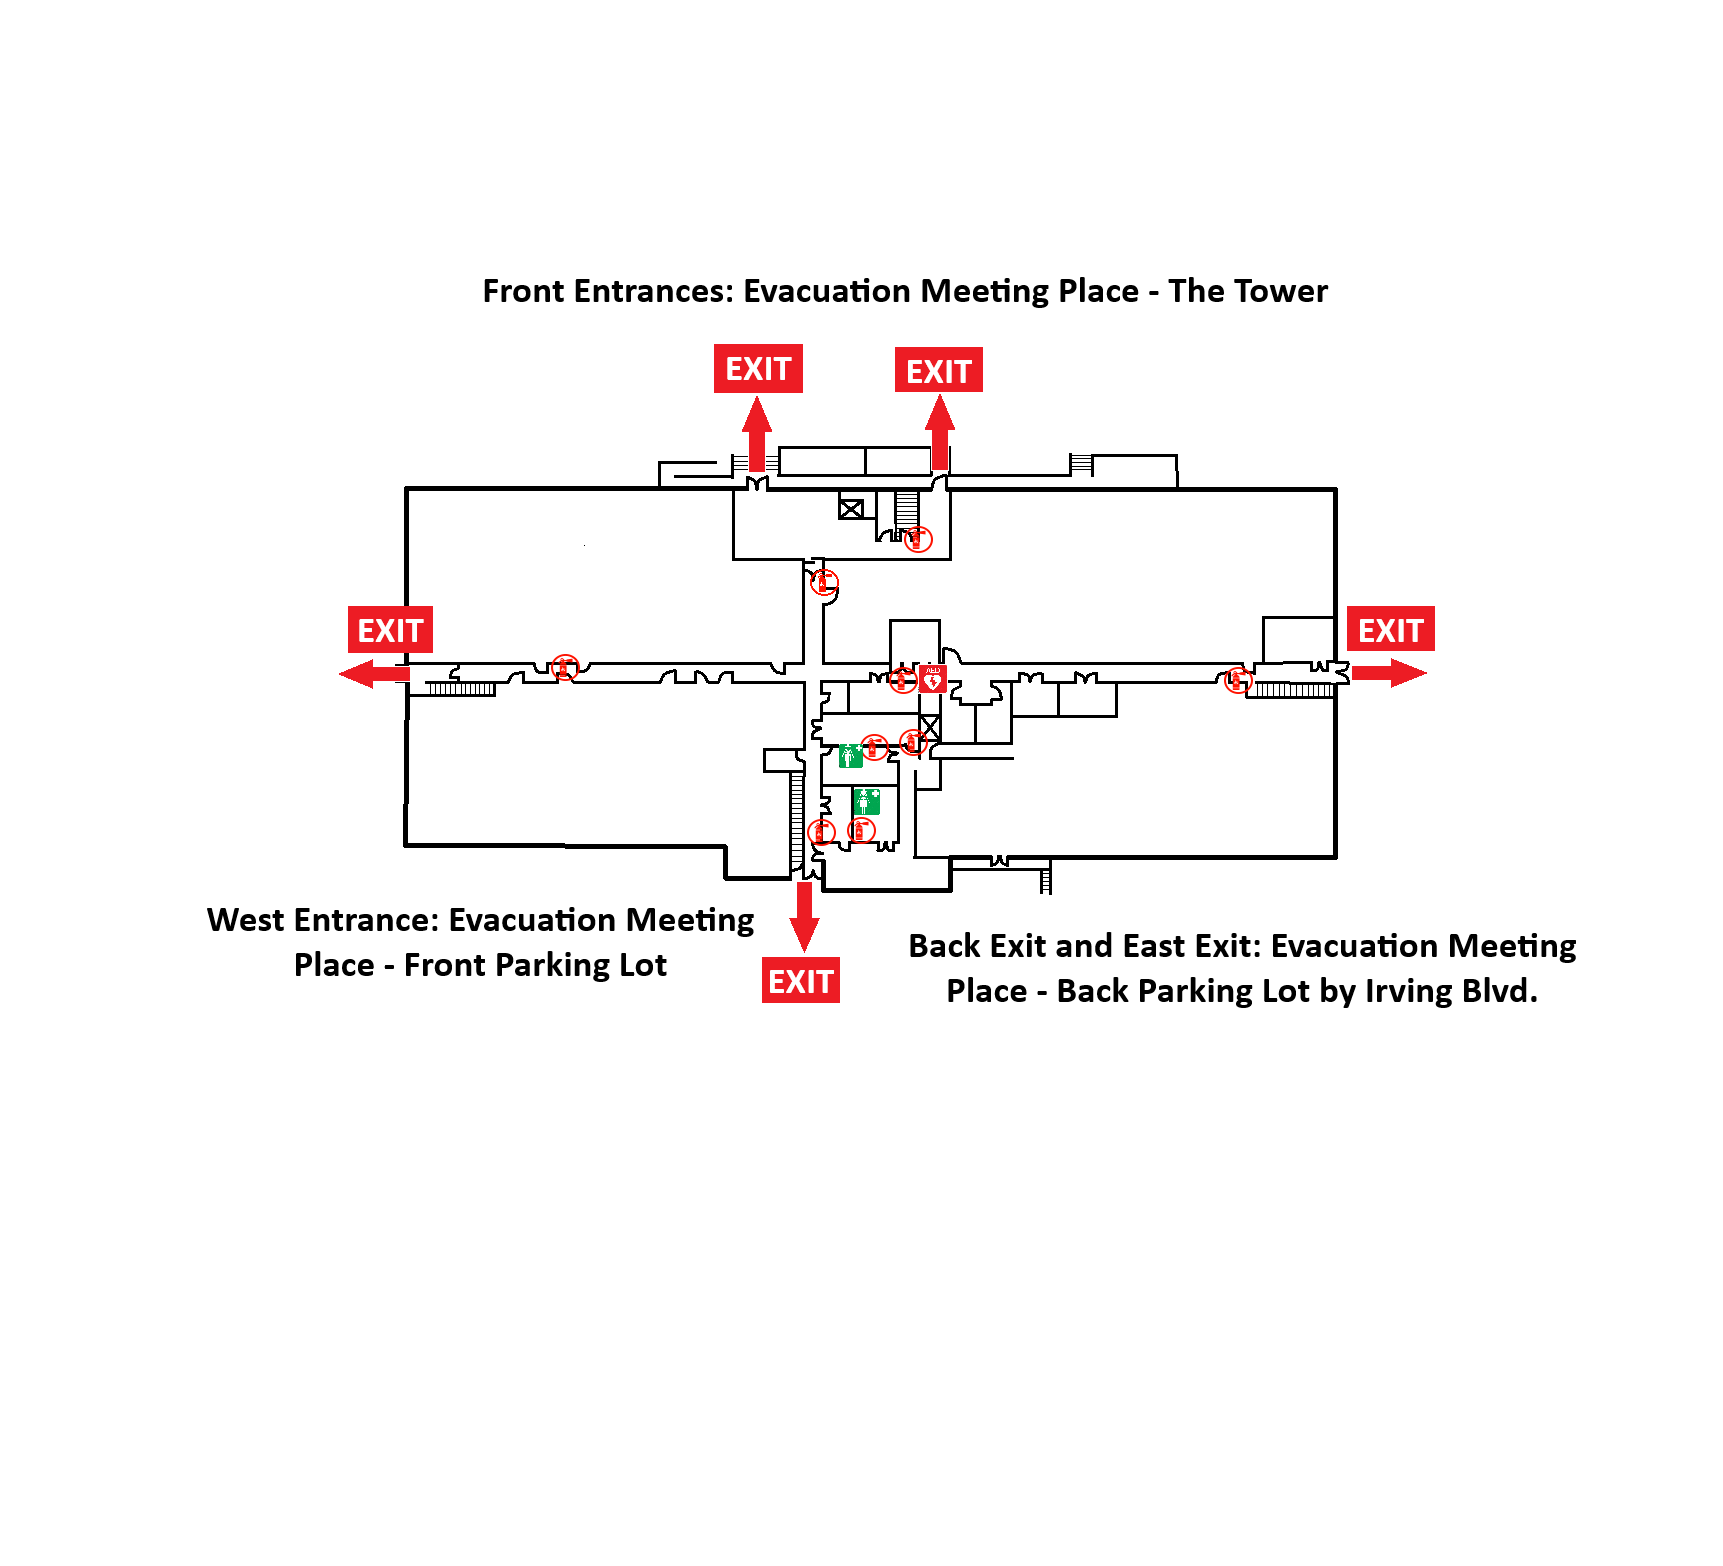 Front Entrances: Evacuation Meeting Place - The Tower
EXIT
EXIT
EXIT
EXIT
AED
West Entrance: Evacuation Meeting
Place - Front Parking Lot
Back Exit and East Exit: Evacuation Meeting
Place - Back Parking Lot by Irving Blvd.
EXIT